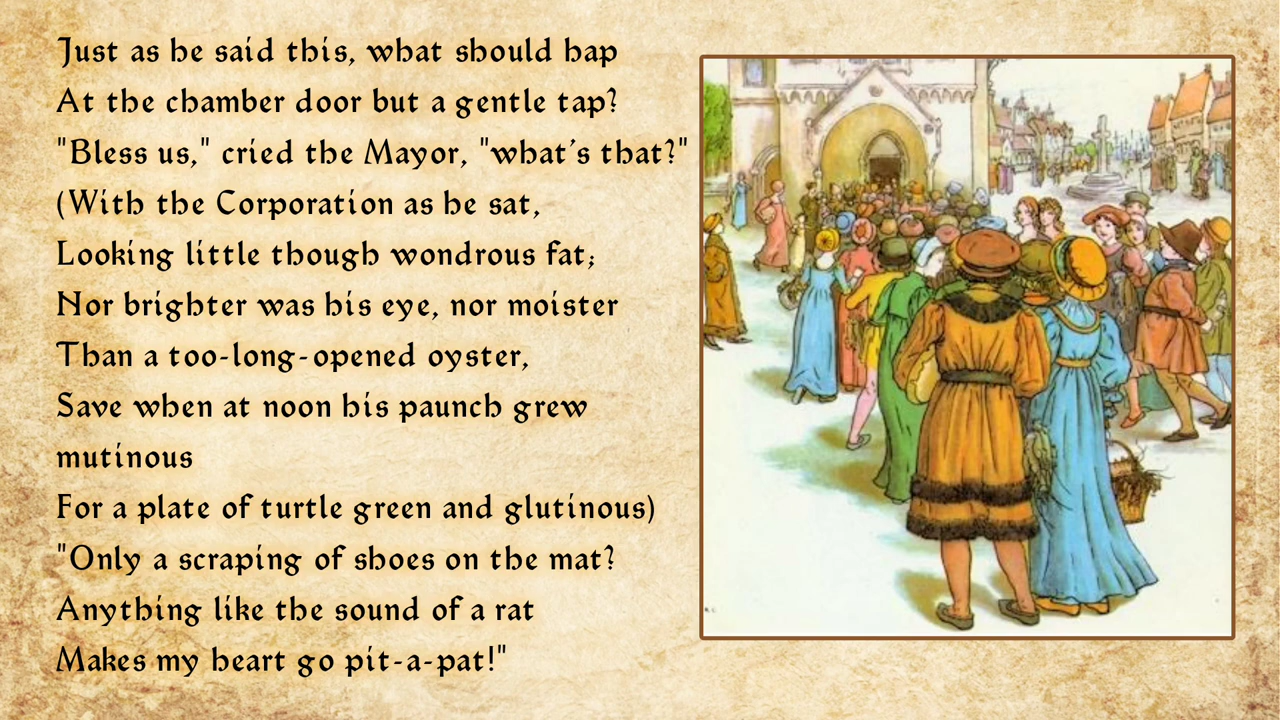 Just as he said this, what should hap
At the chamber door but a gentle tap?
"Bless us," cried the Mayor, "what's that?"
(With the Corporation as he sat,
Looking little though wondrous fat;
Nor brighter was his eye, nor moister
Than a too-long-opened oyster,
Save when at noon his paunch grew
mutinous
For a plate of turtle green and glutinous)
"Only a scraping of shoes on the mat?
Anything like the sound of a rat
Makes my heart go pit-a-pat!"